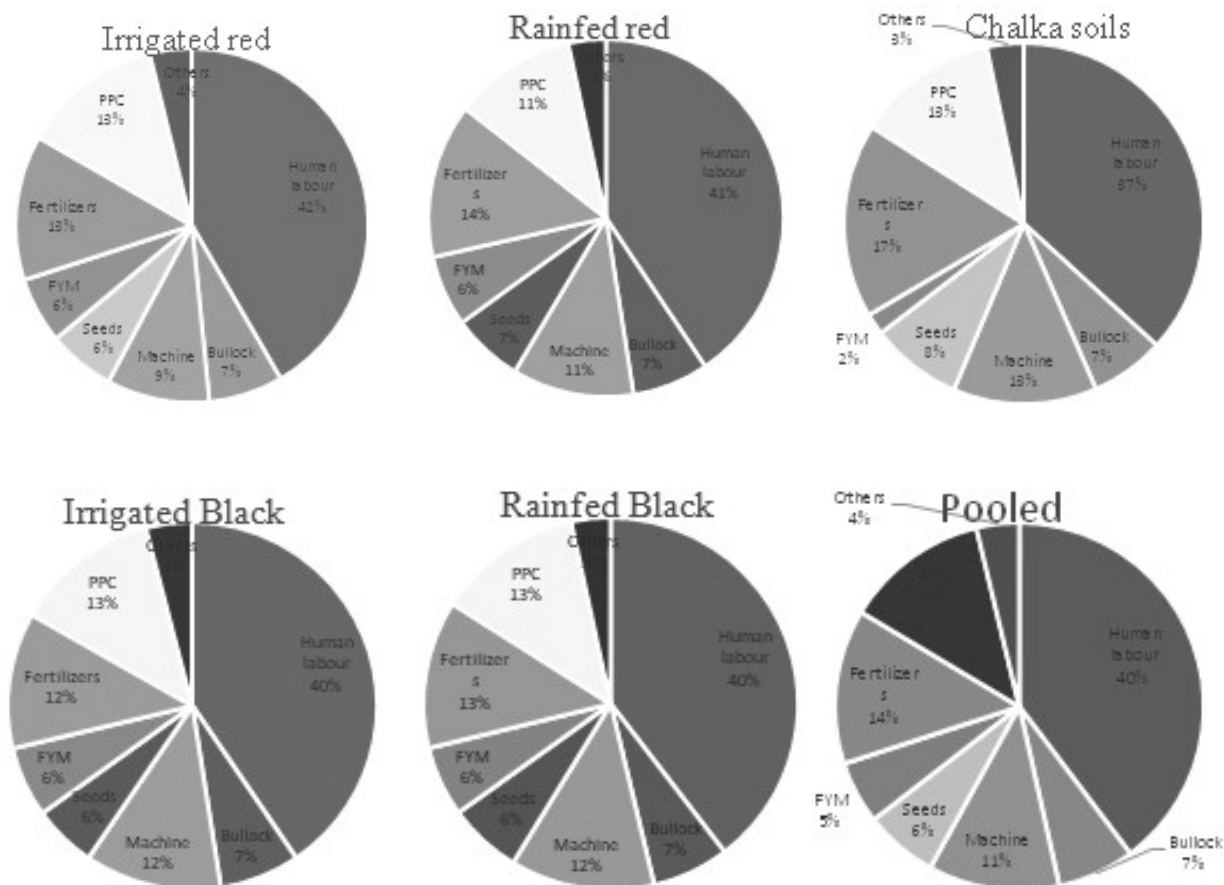 Irrigated red
Others
4%
PPC
13%
Human
labour
42%
Fertilizers
13%
FYM
6%
Seeds
6%
Machine
9%
Bullock
7%
Rainfed red
PPC
11%
Human
labour
41%
Fertilizer
s
14%
FYM
6%
Seeds
7%
Machine
11%
Bullock
7%
Chalka soils
Others
3%
PPC
13%
Human
labour
37%
Fertilizer
s
17%
FYM
2%
Seeds
8%
Machine
13%
Bullock
7%
Irrigated Black
Others
PPC
13%
Human
labour
40%
Fertilizers
12%
FYM
6%
Seeds
6%
Machine
12%
Bullock
7%
Rainfed Black
Others
PPC
13%
Human
labour
40%
Fertilizer
s
13%
FYM
6%
Seeds
6%
Machine
12%
Bullock
7%
Pooled
Others
4%
Human
labour
40%
Fertilizer
s
14%
FYM
5%
Seeds
6%
Machine
11%
Bullock
7%